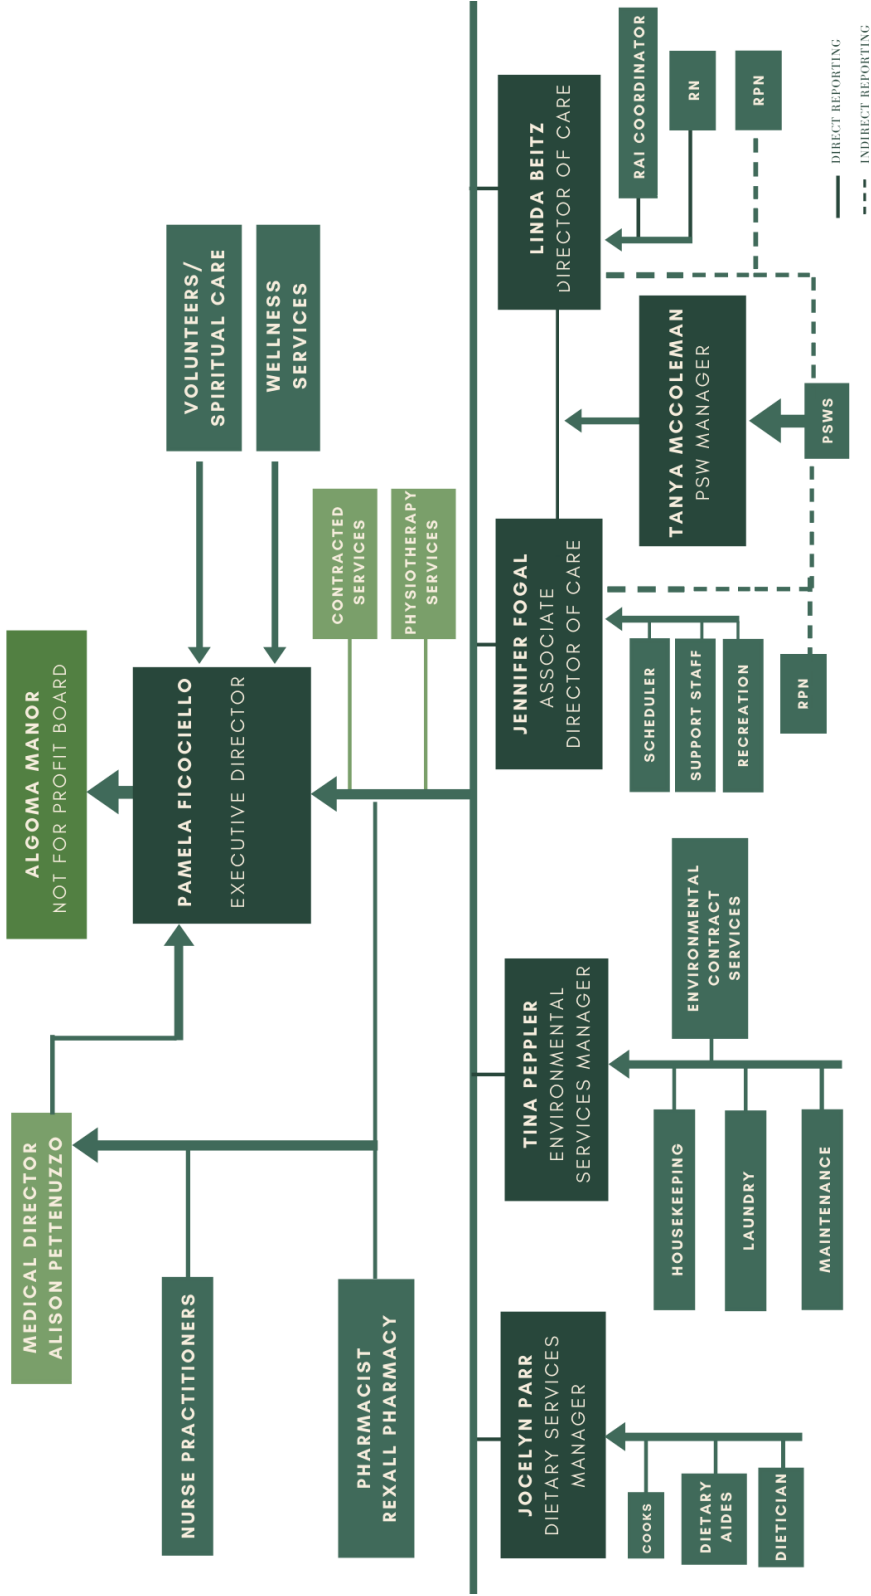 ALGOMA MANOR
NOT FOR PROFIT BOARD
MEDICAL DIRECTOR
ALISON PETTENUZZO
PAMELA FICOCIELLO
EXECUTIVE DIRECTOR
VOLUNTEERS/
SPIRITUAL CARE
WELLNESS
SERVICES
NURSE PRACTITIONERS
PHARMACIST
REXALL PHARMACY
CONTRACTED
SERVICES
PHYSIOTHERAPY
SERVICES
JOCELYN PARR
DIETARY SERVICES
MANAGER
COOKS
DIETARY
AIDES
DIETICIAN
TINA PEPPLER
ENVIRONMENTAL
SERVICES MANAGER
HOUSEKEEPING
LAUNDRY
MAINTENANCE
ENVIRONMENTAL
CONTRACT
SERVICES
JENNIFER FOGAL
ASSOCIATE
DIRECTOR OF CARE
SCHEDULER
SUPPORT STAFF
RECREATION
RPN
TANYA MCCOLEMAN
PSW MANAGER
PSWS
LINDA BEITZ
DIRECTOR OF CARE
RAI COORDINATOR
RN
RPN
DIRECT REPORTING
INDIRECT REPORTING